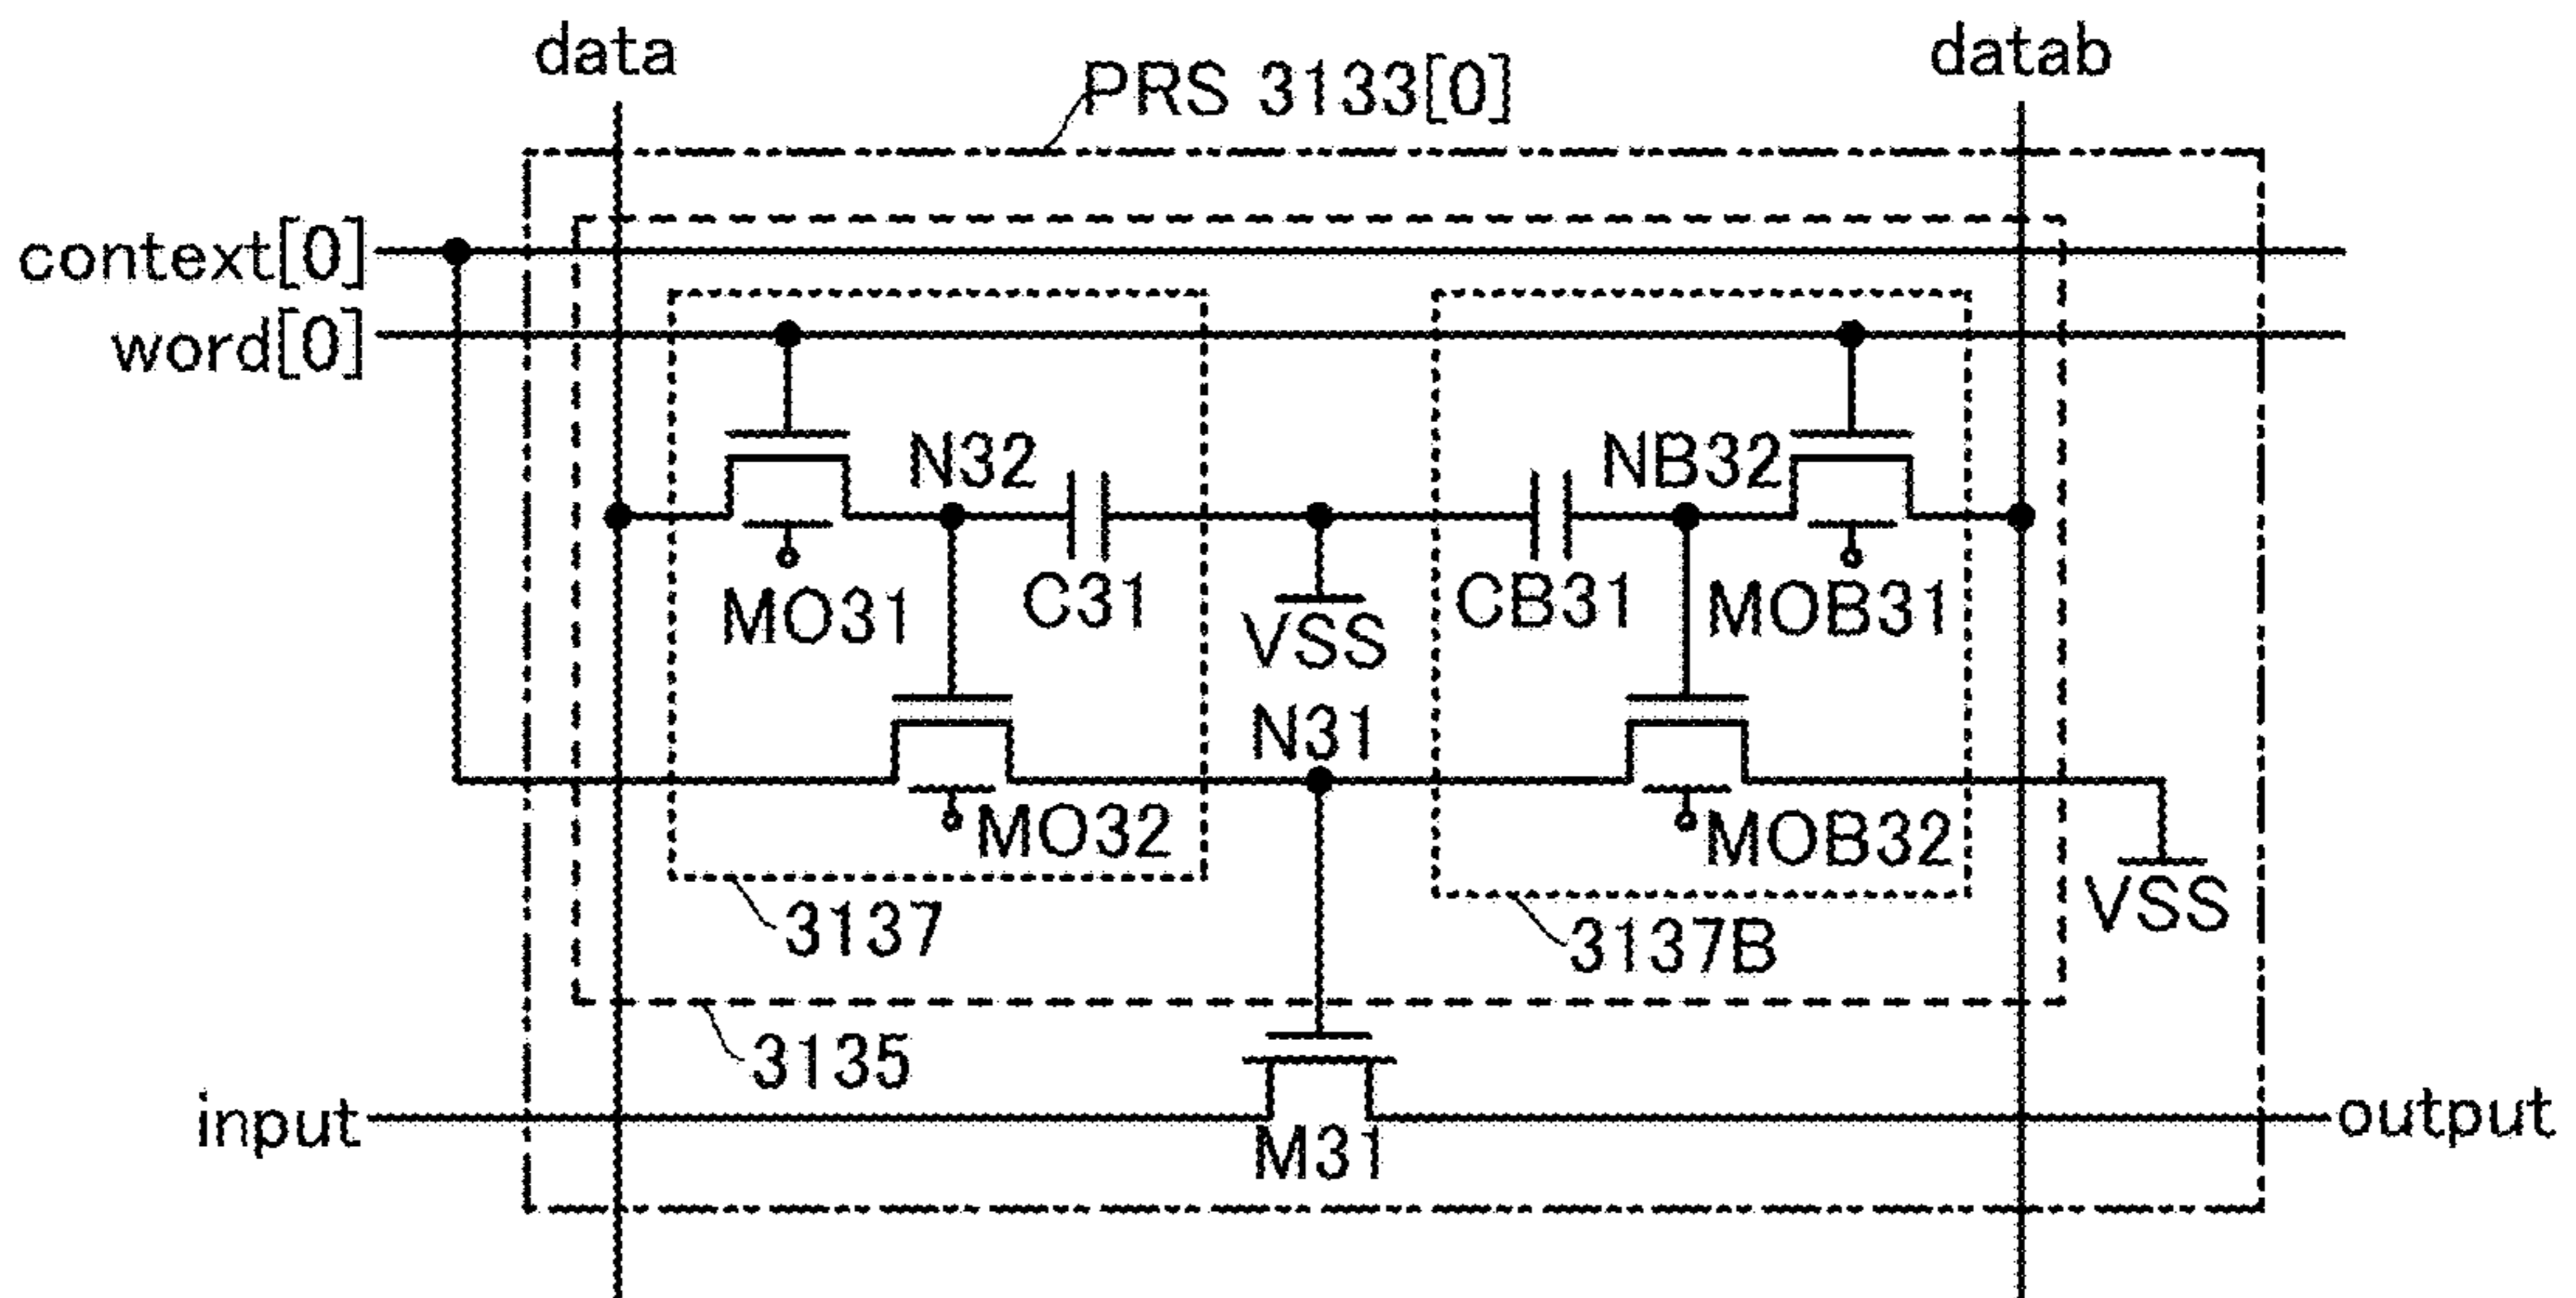 data
datab
PRS 3133[0]
context[0]
word[0]
N32
NB32
MO31
C31
VSS
CB31
MOB31
N31
MO32
MOB32
3137
3137B
VSS
3135
input
M31
output